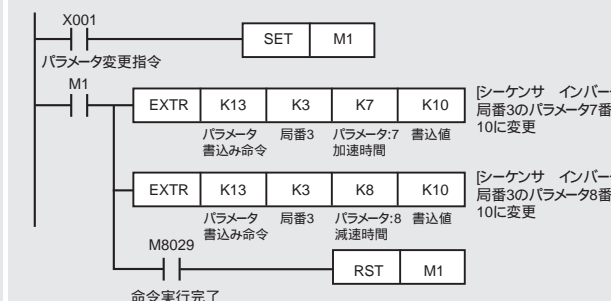 X001
SET M1
パラメータ変更指令
M1
EXTR K13 K3 K7 K10
[シーケンサ インバー
局番3のパラメータ7番
10に変更
パラメータ 局番3 パラメータ:7 書込値
書込み命令 加速時間
EXTR K13 K3 K8 K10
[シーケンサ インバー
局番3のパラメータ8番
10に変更
パラメータ 局番3 パラメータ:8 書込値
書込み命令 減速時間
M8029
RST M1
命令実行完了